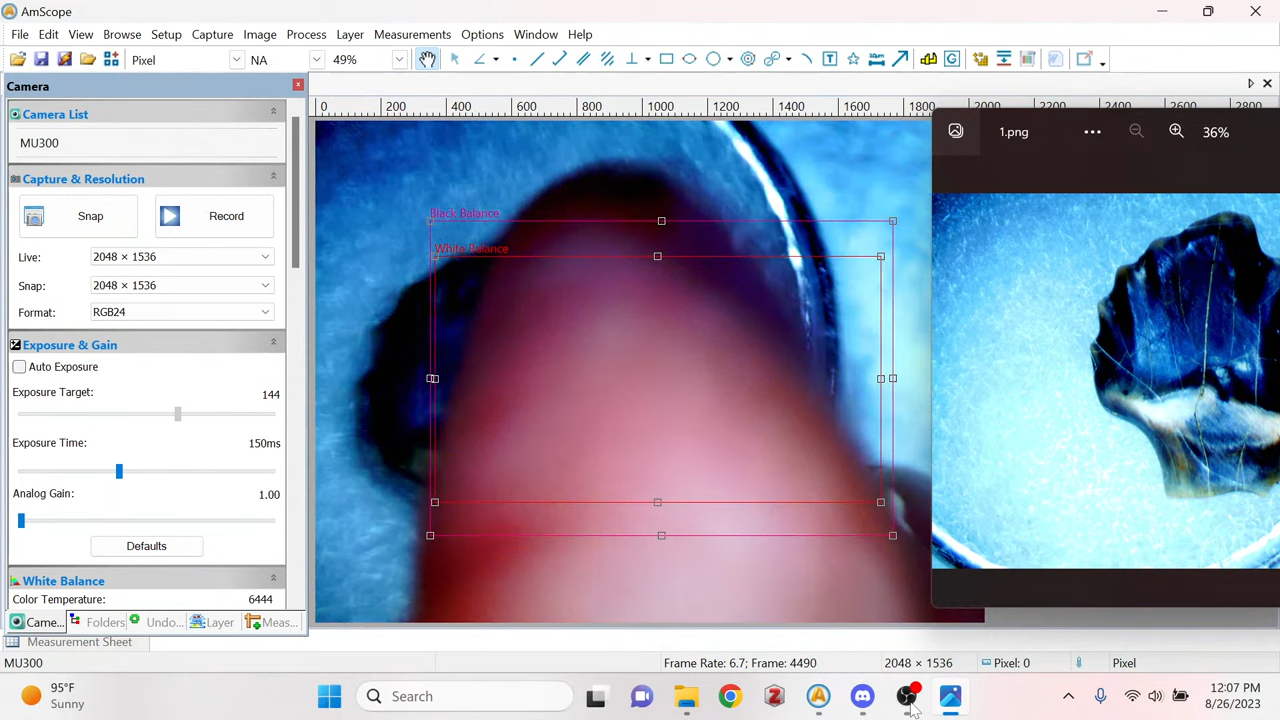 AmScope
File Edit View Browse Setup Capture Image Process Layer Measurements Options Window Help
Pixel NA 49%
Camera
0 200 400 600 800 1000 1200 1400 1600 1800 2000 2200 2400 2600 2800
Camera List
MU300
Capture & Resolution
Snap Record
Live: 2048 × 1536
Snap: 2048 × 1536
Format: RGB24
Exposure & Gain
Auto Exposure
Exposure Target: 144
Exposure Time: 150ms
Analog Gain: 1.00
Defaults
White Balance
Color Temperature: 6444
Came... Folders Undo... Layer Meas...
Black Balance
White Balance
1.png ••• 36%
Measurement Sheet
MU300 Frame Rate: 6.7; Frame: 4490 2048 × 1536 Pixel: 0 Pixel
95°F
Sunny
Search
12:07 PM
8/26/2023